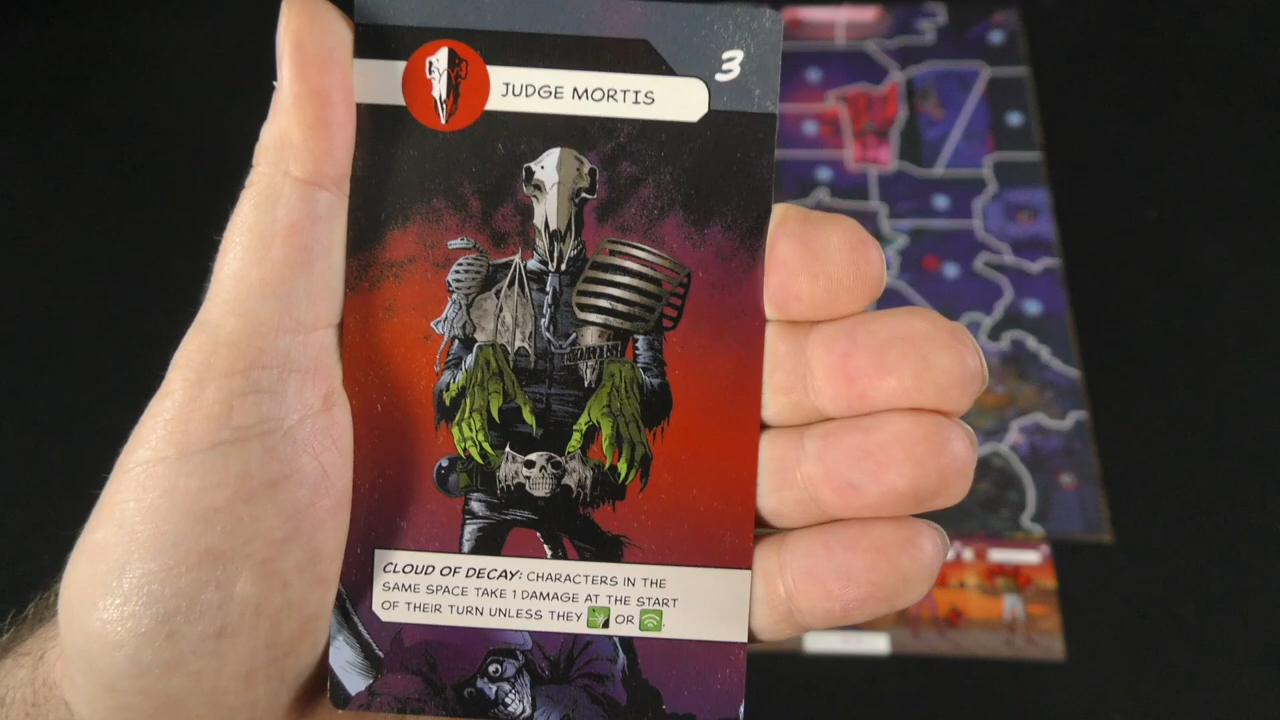 3
JUDGE MORTIS
MORTIS
CLOUD OF DECAY: CHARACTERS IN THE
SAME SPACE TAKE 1 DAMAGE AT THE START
OF THEIR TURN UNLESS THEY OR .